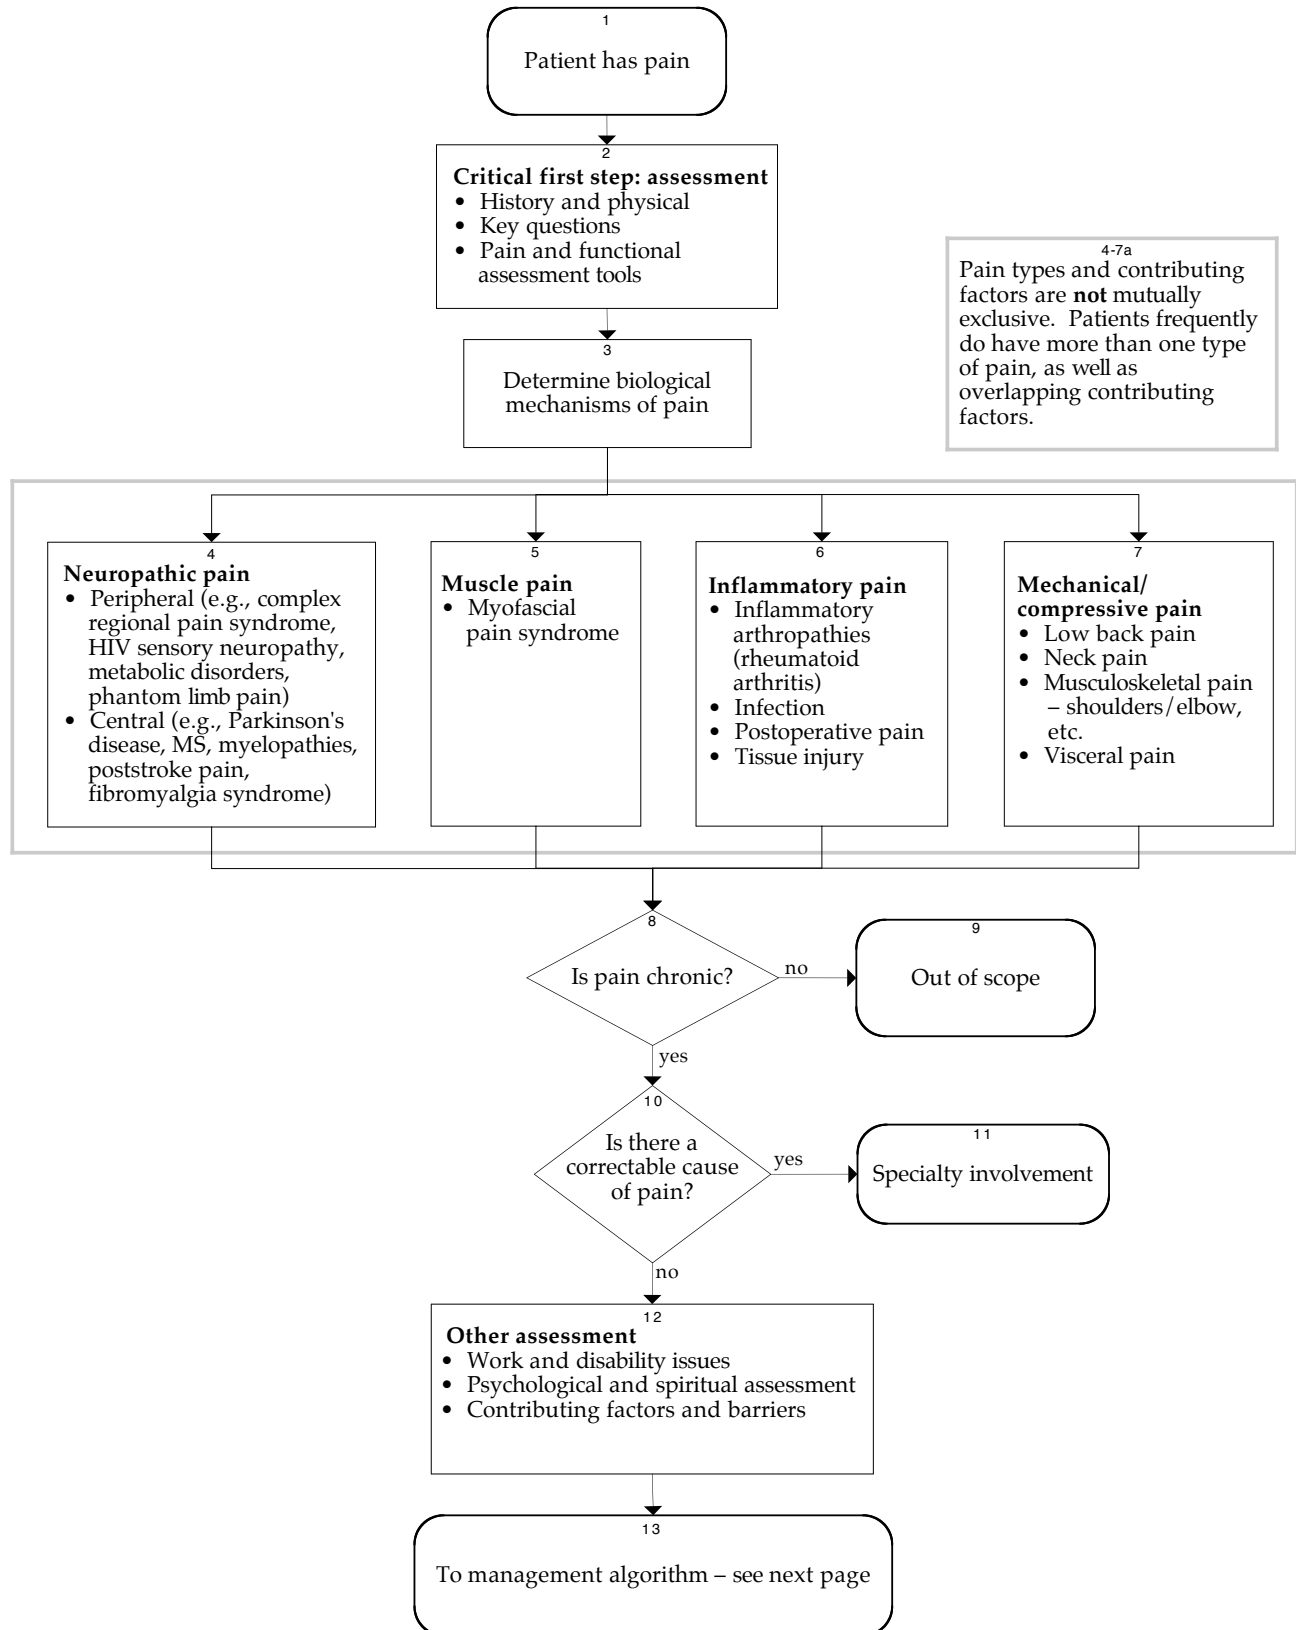 1
Patient has pain
2
Critical first step: assessment
• History and physical
• Key questions
• Pain and functional
assessment tools
4-7a
Pain types and contributing
factors are not mutually
exclusive. Patients frequently
do have more than one type
of pain, as well as
overlapping contributing
factors.
3
Determine biological
mechanisms of pain
4
Neuropathic pain
• Peripheral (e.g., complex
regional pain syndrome,
HIV sensory neuropathy,
metabolic disorders,
phantom limb pain)
• Central (e.g., Parkinson's
disease, MS, myelopathies,
poststroke pain,
fibromyalgia syndrome)
5
Muscle pain
• Myofascial
pain syndrome
6
Inflammatory pain
• Inflammatory
arthropathies
(rheumatoid
arthritis)
• Infection
• Postoperative pain
• Tissue injury
7
Mechanical/
compressive pain
• Low back pain
• Neck pain
• Musculoskeletal pain
– shoulders/elbow,
etc.
• Visceral pain
8
Is pain chronic?
no
9
Out of scope
yes
10
Is there a
correctable cause
of pain?
yes
11
Specialty involvement
no
12
Other assessment
• Work and disability issues
• Psychological and spiritual assessment
• Contributing factors and barriers
13
To management algorithm – see next page